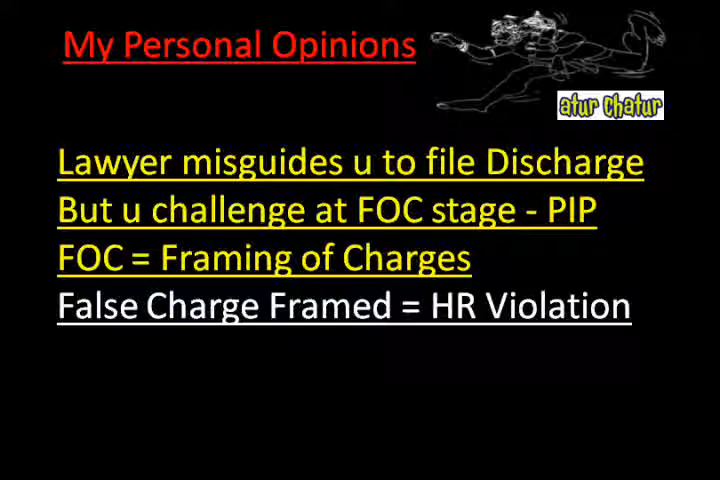 My Personal Opinions
atur chatur
Lawyer misguides u to file Discharge
But u challenge at FOC stage - PIP
FOC = Framing of Charges
False Charge Framed = HR Violation